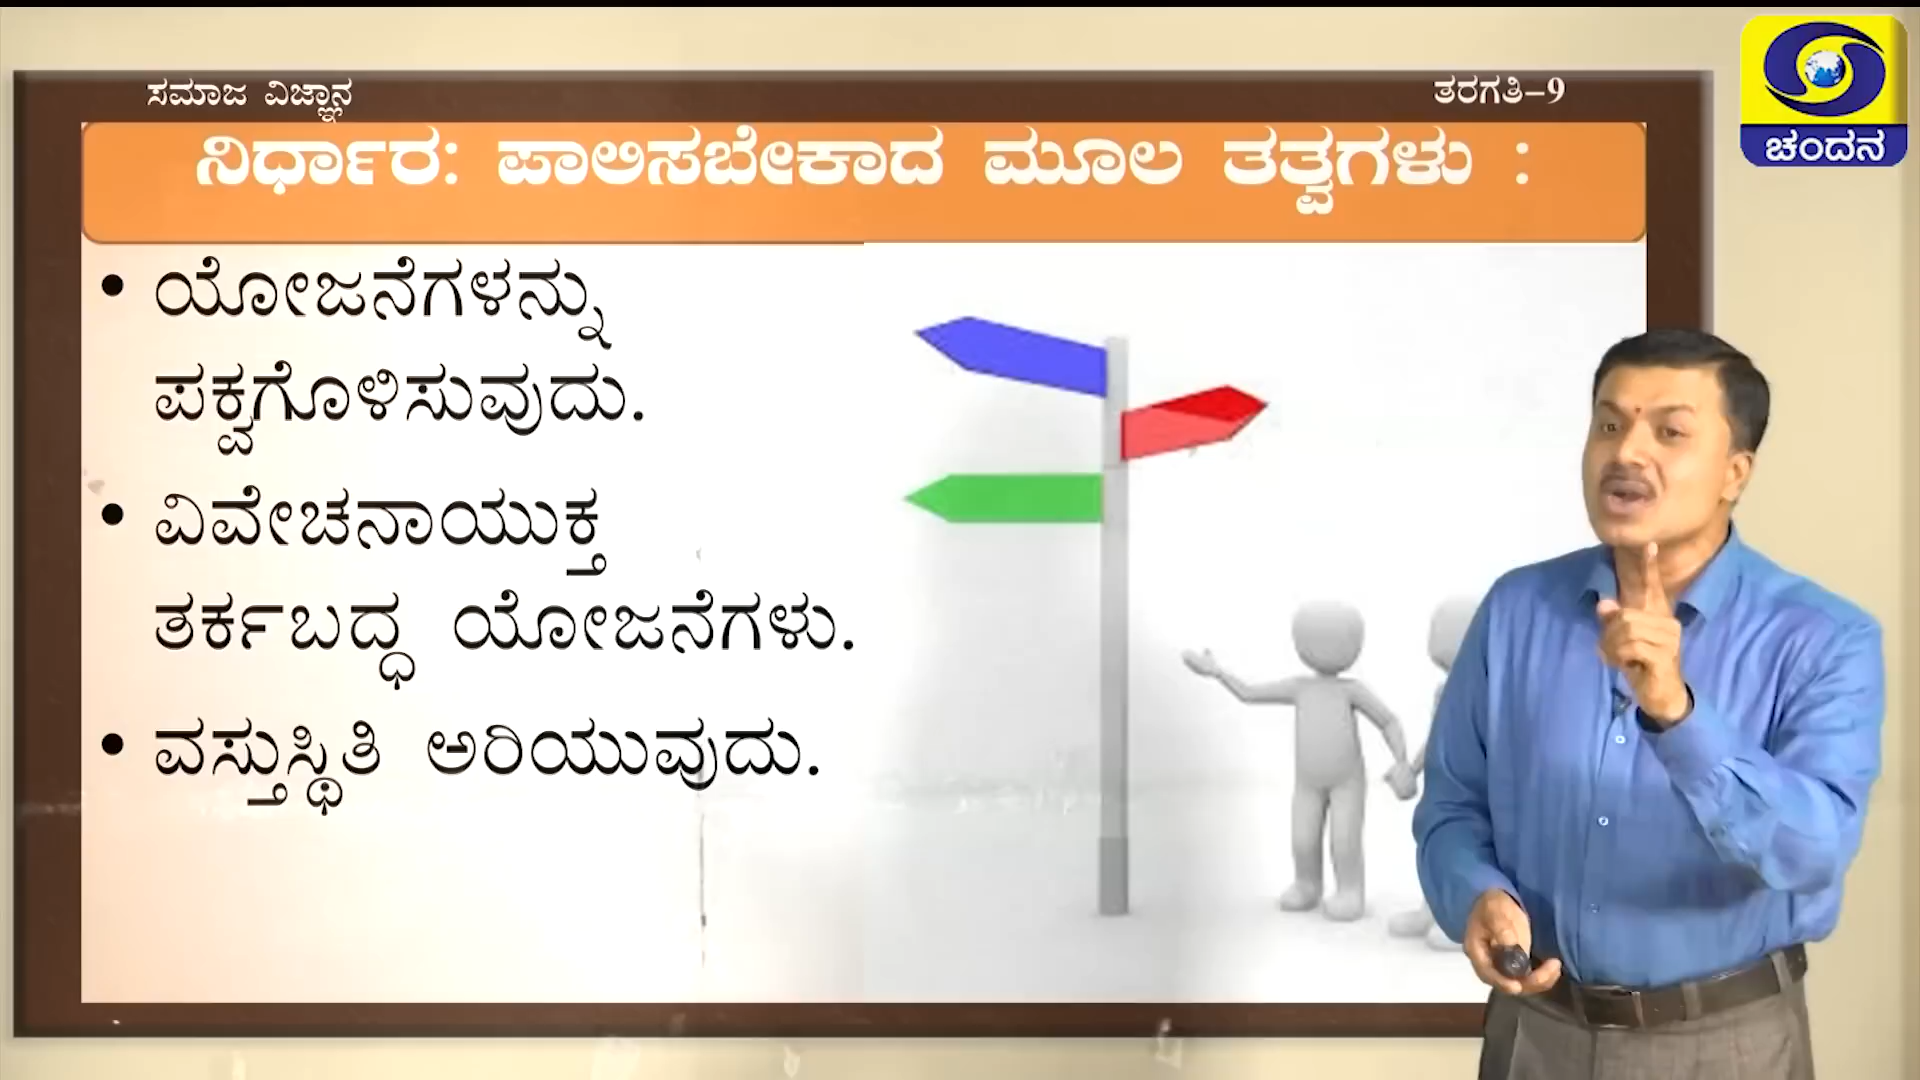 ಸಮಾಜ ವಿಜ್ಞಾನ
ತರಗತಿ–9
ಚಂದನ
ನಿರ್ಧಾರ: ಪಾಲಿಸಬೇಕಾದ ಮೂಲ ತತ್ವಗಳು :
• ಯೋಜನೆಗಳನ್ನು
ಪಕ್ವಗೊಳಿಸುವುದು.
• ವಿವೇಚನಾಯುಕ್ತ
ತರ್ಕಬದ್ಧ ಯೋಜನೆಗಳು.
• ವಸ್ತುಸ್ಥಿತಿ ಅರಿಯುವುದು.